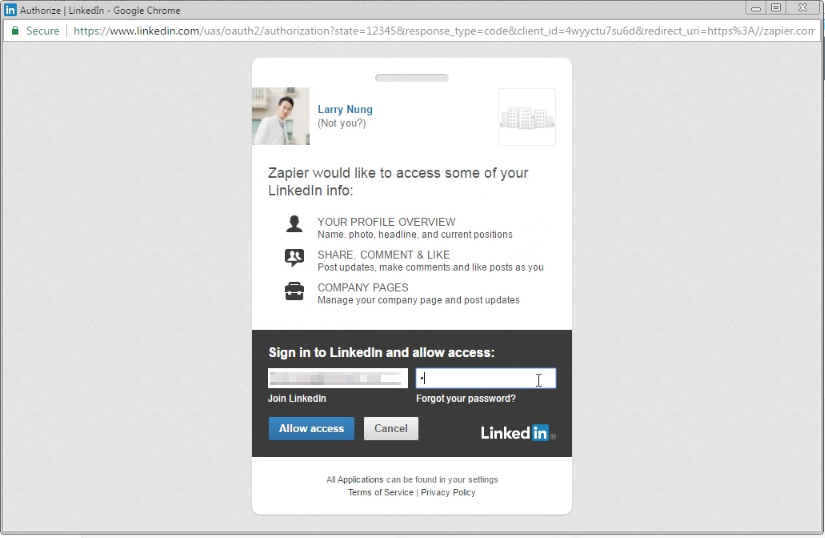 Authorize | LinkedIn - Google Chrome
Secure | https://www.linkedin.com/uas/oauth2/authorization?state=12345&response_type=code&client_id=4wyyctu7su6d&redirect_uri=https%3A//zapier.com
Larry Nung
(Not you?)
Zapier would like to access some of your
LinkedIn info:
YOUR PROFILE OVERVIEW
Name, photo, headline, and current positions
SHARE, COMMENT & LIKE
Post updates, make comments and like posts as you
COMPANY PAGES
Manage your company page and post updates
Sign in to LinkedIn and allow access:
Join LinkedIn
Forgot your password?
Allow access
Cancel
Linked in®
All Applications can be found in your settings
Terms of Service | Privacy Policy